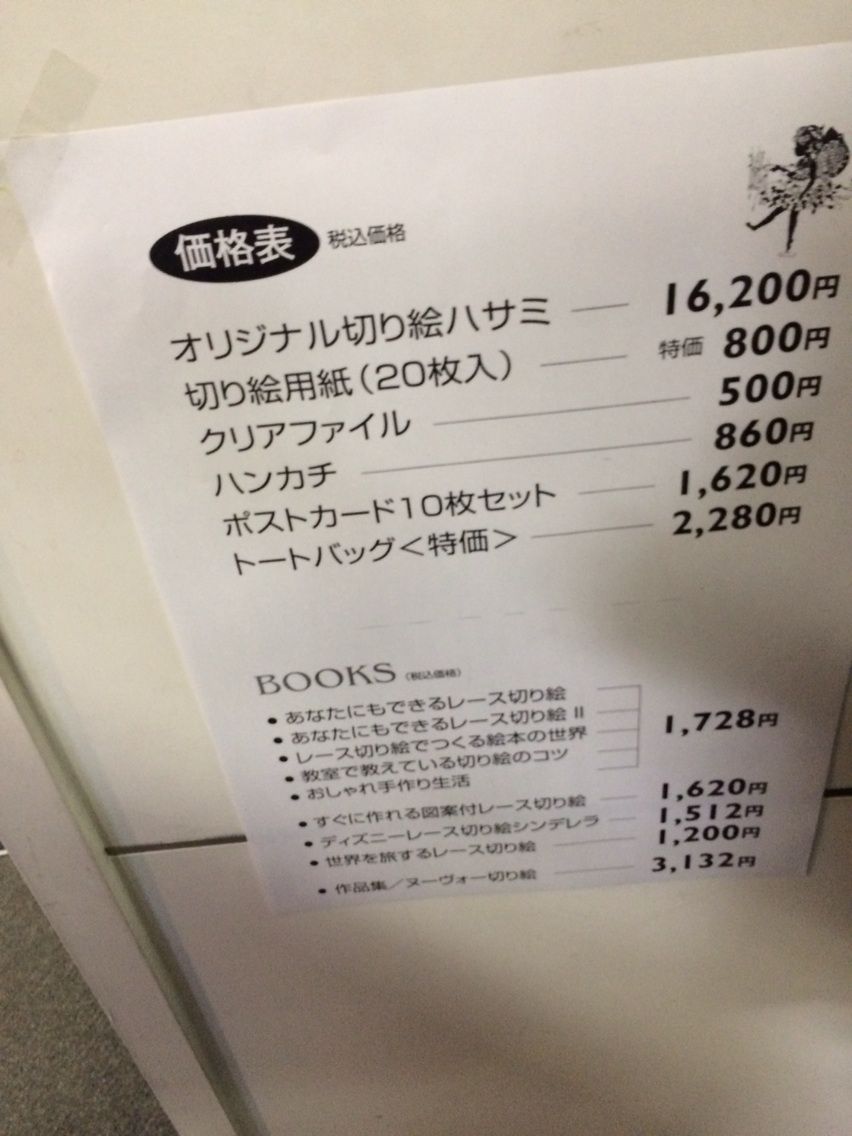 価格表 税込価格
オリジナル切り絵ハサミ 16,200円
切り絵用紙(20枚入) 特価 800円
クリアファイル 500円
ハンカチ 860円
ポストカード10枚セット 1,620円
トートバッグ<特価> 2,280円
BOOKS (税込価格)
• あなたにもできるレース切り絵
• あなたにもできるレース切り絵 II
• レース切り絵でつくる絵本の世界 1,728円
• 教室で教えている切り絵のコツ
• おしゃれ手作り生活
• すぐに作れる図案付レース切り絵 1,620円
• ディズニーレース切り絵シンデレラ 1,512円
• 世界を旅するレース切り絵 1,200円
• 作品集/ヌーヴォー切り絵 3,132円